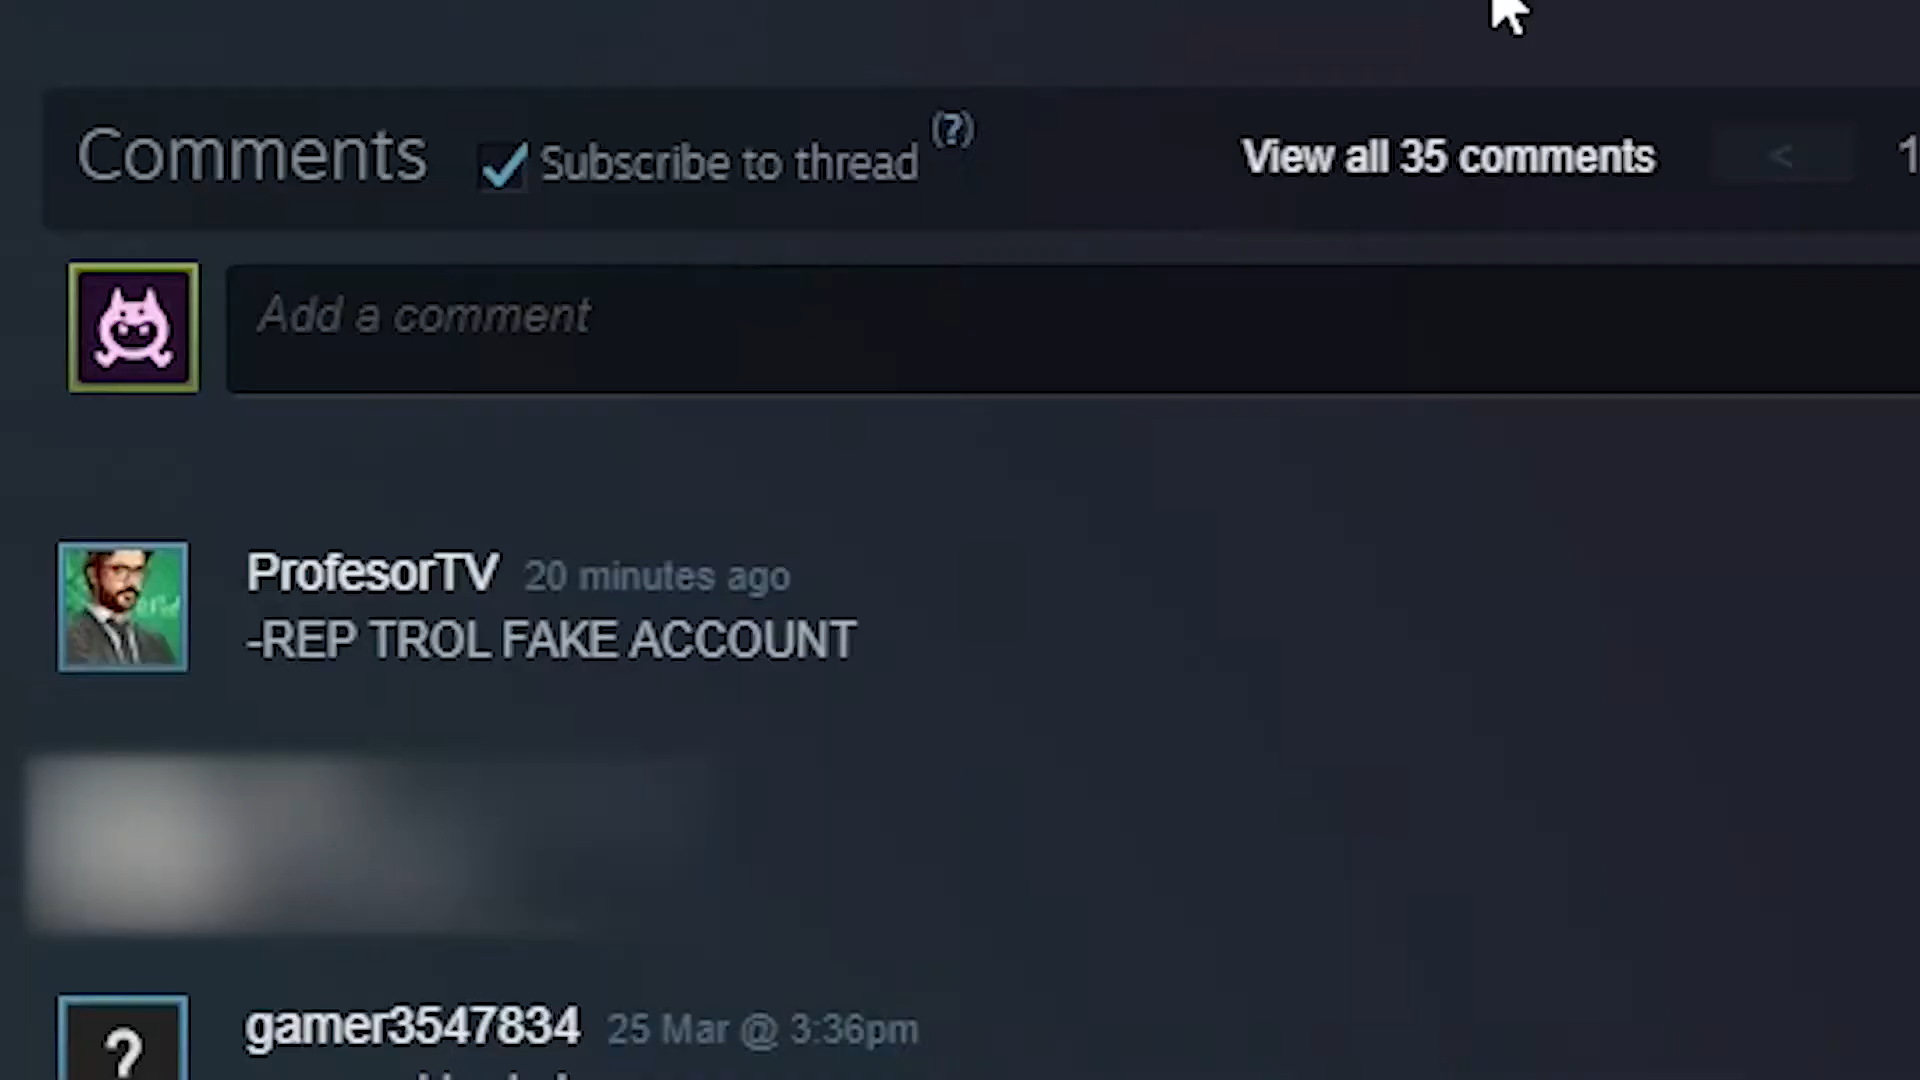 Comments Subscribe to thread (?) View all 35 comments < 1
Add a comment
ProfesorTV 20 minutes ago
-REP TROL FAKE ACCOUNT
gamer3547834 25 Mar @ 3:36pm
?